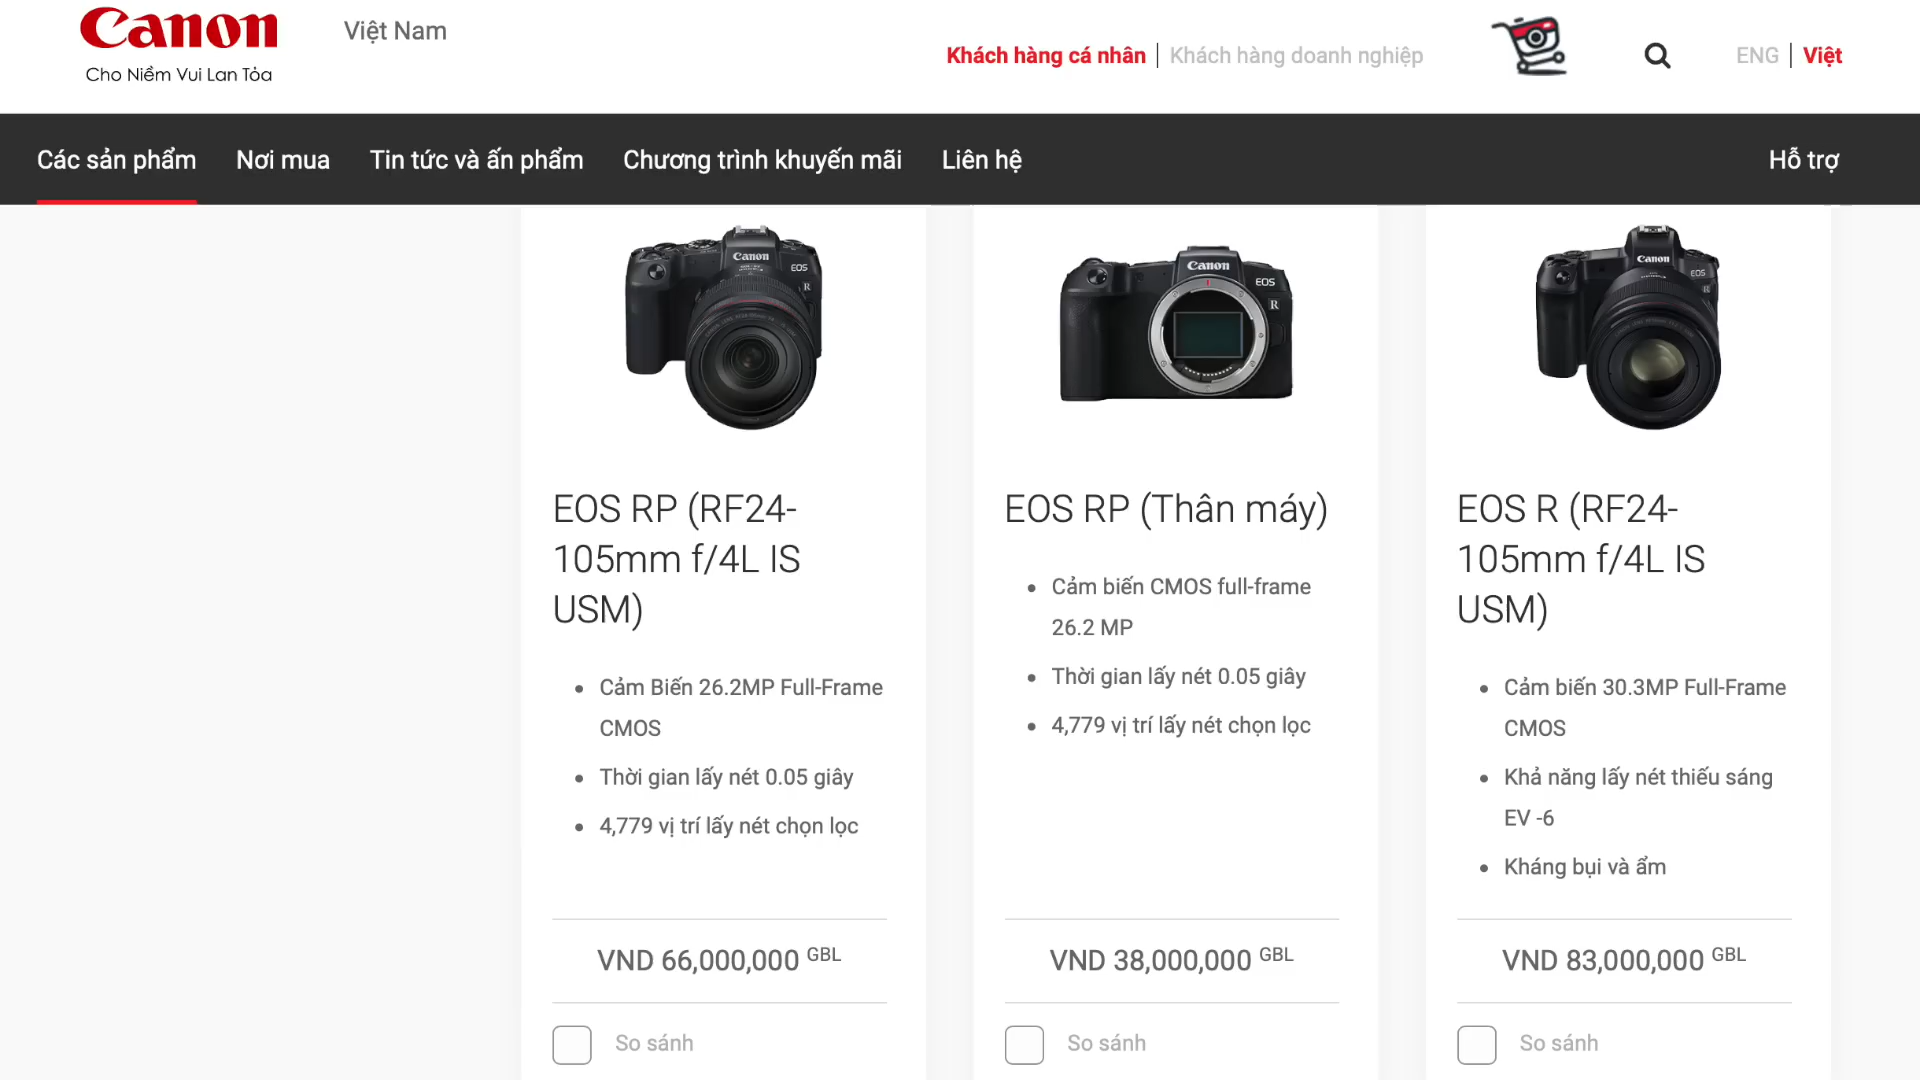 Canon
Cho Niềm Vui Lan Tỏa
Việt Nam
Khách hàng cá nhân | Khách hàng doanh nghiệp
ENG | Việt
Các sản phẩm
Nơi mua
Tin tức và ấn phẩm
Chương trình khuyến mãi
Liên hệ
Hỗ trợ
Canon
EOS
R
EOS RP (RF24-
105mm f/4L IS
USM)
Cảm Biến 26.2MP Full-Frame
CMOS
Thời gian lấy nét 0.05 giây
4,779 vị trí lấy nét chọn lọc
VND 66,000,000 GBL
So sánh
Canon
EOS
R
EOS RP (Thân máy)
Cảm biến CMOS full-frame
26.2 MP
Thời gian lấy nét 0.05 giây
4,779 vị trí lấy nét chọn lọc
VND 38,000,000 GBL
So sánh
Canon
EOS
R
EOS R (RF24-
105mm f/4L IS
USM)
Cảm biến 30.3MP Full-Frame
CMOS
Khả năng lấy nét thiếu sáng
EV -6
Kháng bụi và ẩm
VND 83,000,000 GBL
So sánh